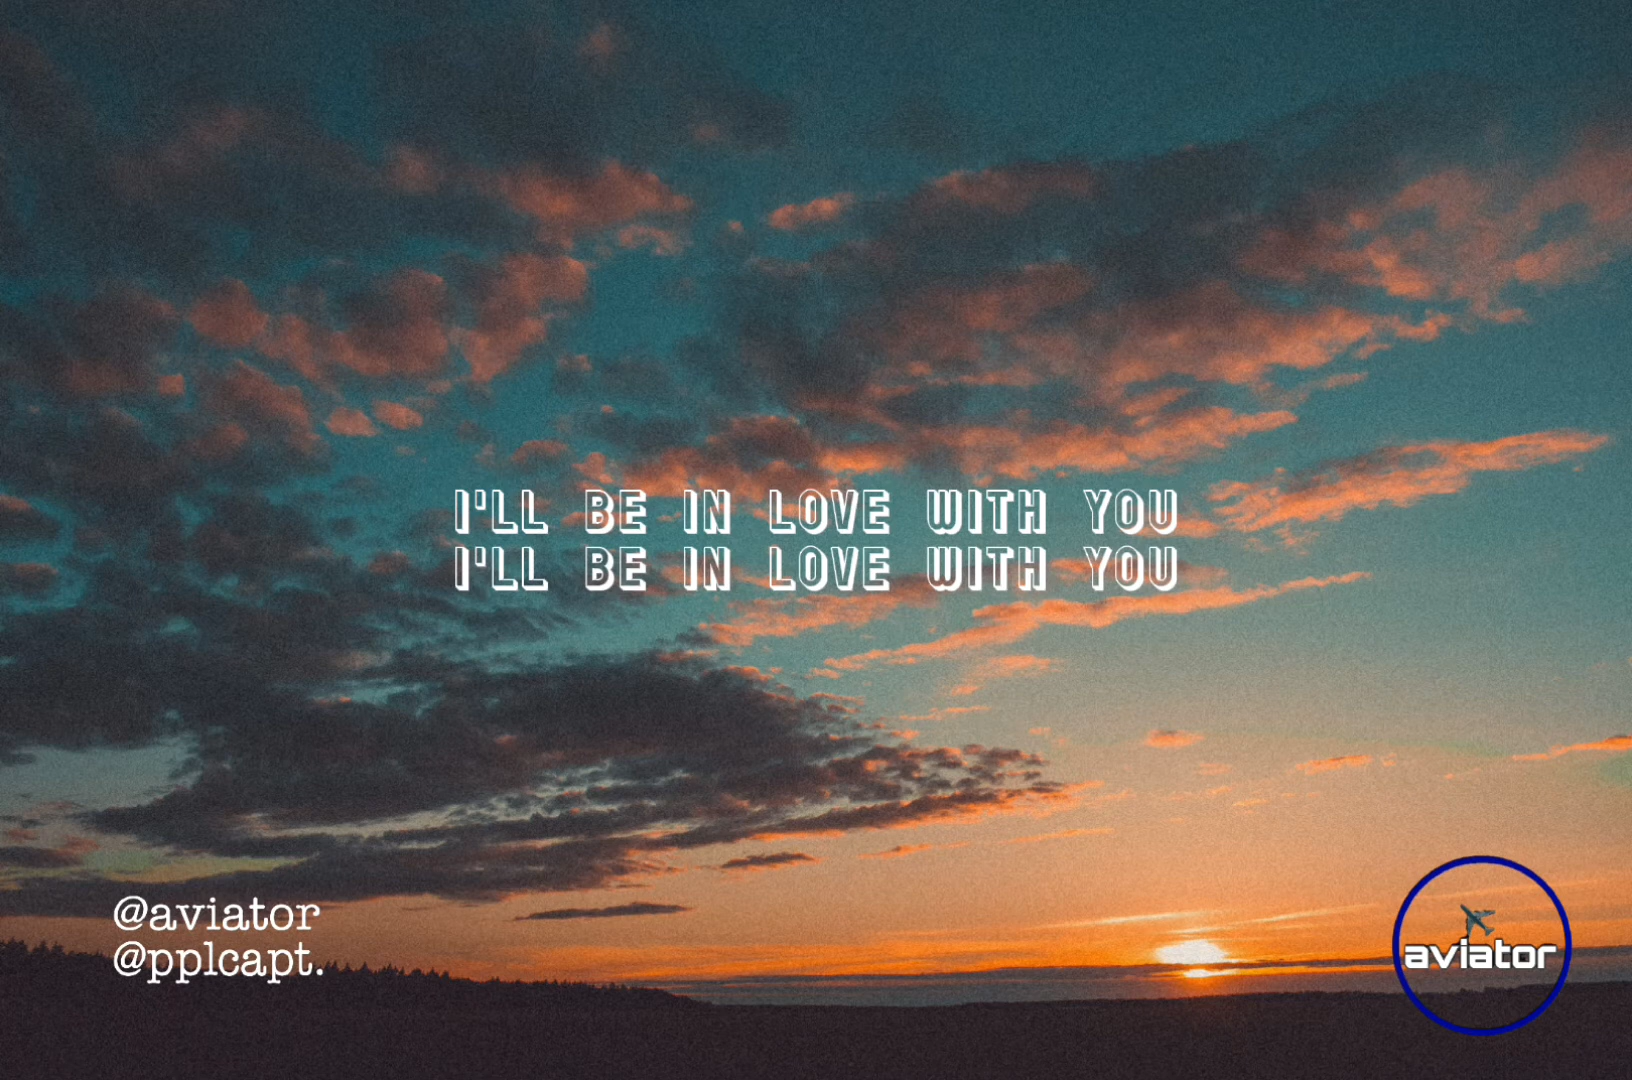 I'LL BE IN LOVE WITH YOU
I'LL BE IN LOVE WITH YOU
@aviator
@pplcapt.
aviator